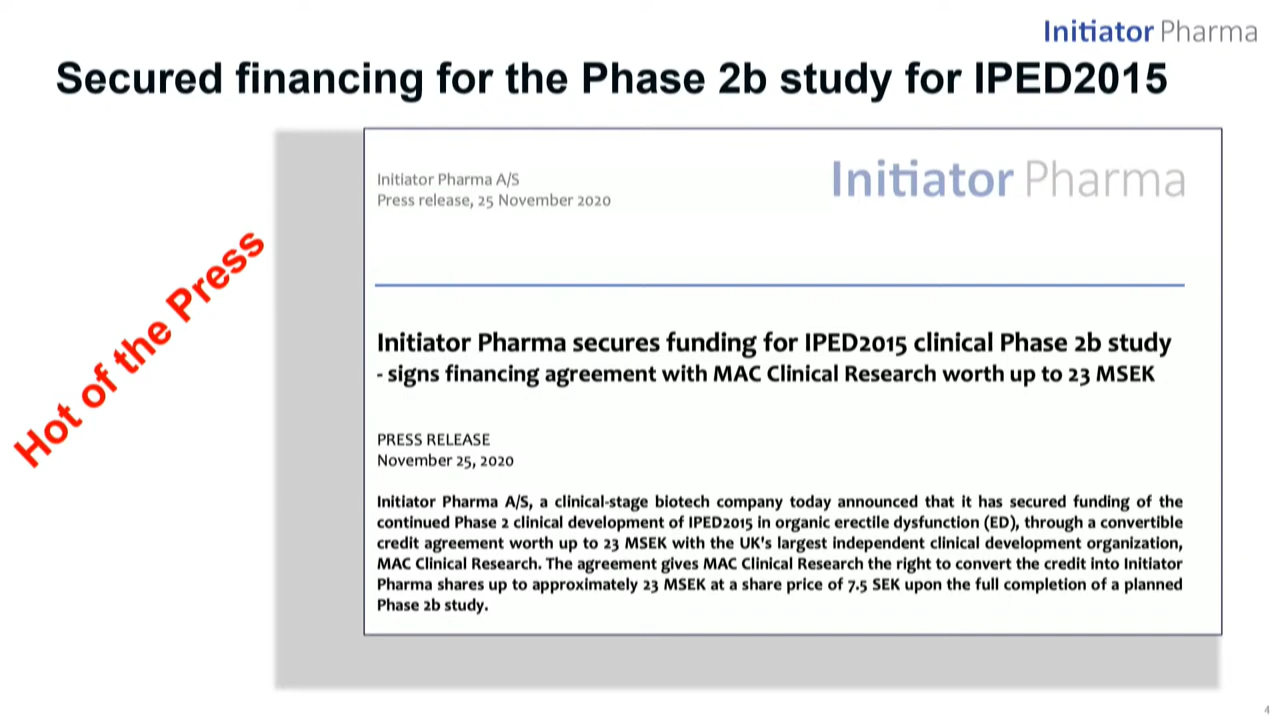 Initiator Pharma
Secured financing for the Phase 2b study for IPED2015
Hot of the Press
Initiator Pharma A/S
Press release, 25 November 2020
Initiator Pharma
Initiator Pharma secures funding for IPED2015 clinical Phase 2b study
- signs financing agreement with MAC Clinical Research worth up to 23 MSEK
PRESS RELEASE
November 25, 2020
Initiator Pharma A/S, a clinical-stage biotech company today announced that it has secured funding of the
continued Phase 2 clinical development of IPED2015 in organic erectile dysfunction (ED), through a convertible
credit agreement worth up to 23 MSEK with the UK's largest independent clinical development organization,
MAC Clinical Research. The agreement gives MAC Clinical Research the right to convert the credit into Initiator
Pharma shares up to approximately 23 MSEK at a share price of 7.5 SEK upon the full completion of a planned
Phase 2b study.
4